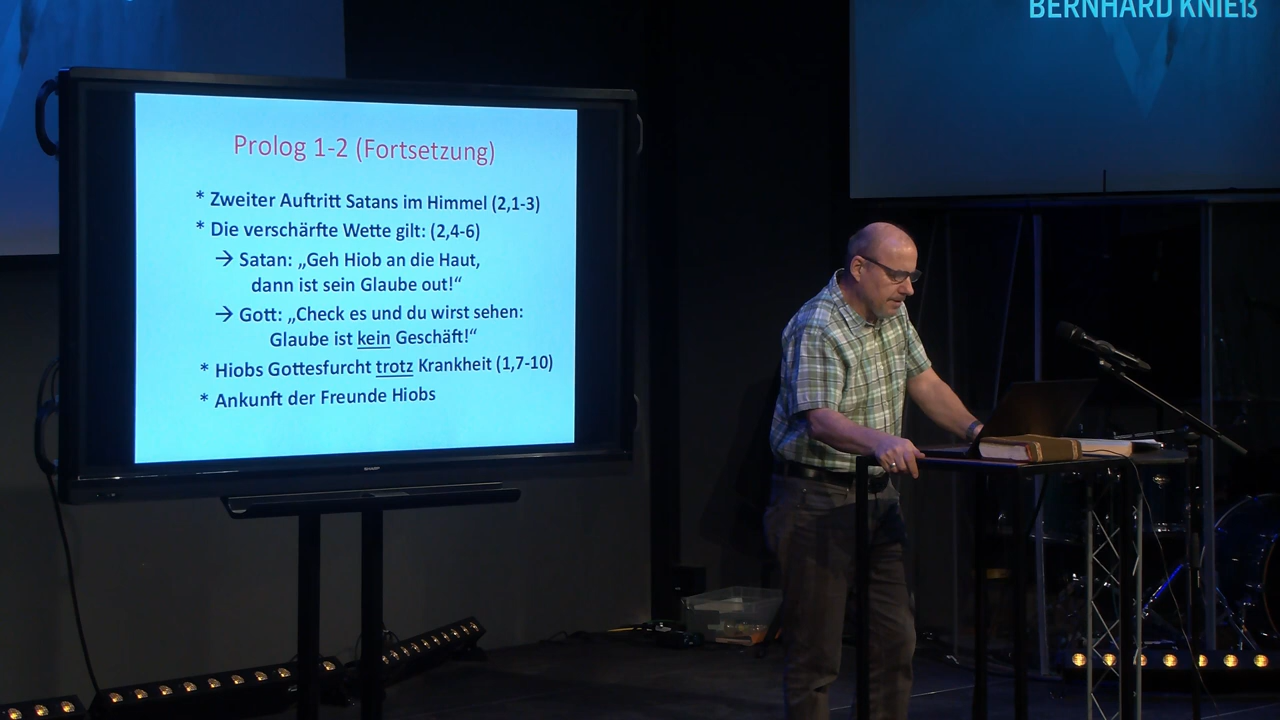 BERNHARD KNIEß
Prolog 1-2 (Fortsetzung)
* Zweiter Auftritt Satans im Himmel (2,1-3)
* Die verschärfte Wette gilt: (2,4-6)
→ Satan: „Geh Hiob an die Haut,
dann ist sein Glaube out!“
→ Gott: „Check es und du wirst sehen:
Glaube ist kein Geschäft!“
* Hiobs Gottesfurcht trotz Krankheit (1,7-10)
* Ankunft der Freunde Hiobs
SHARP